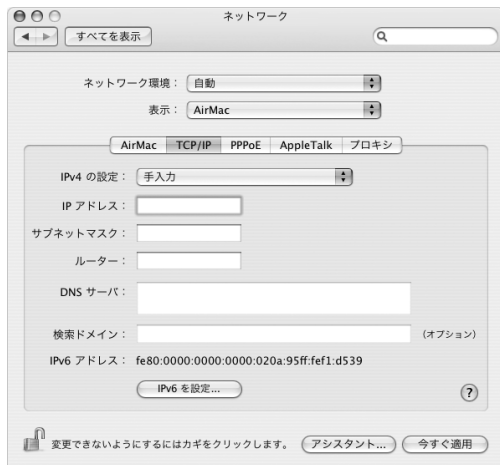 ネットワーク
すべてを表示
ネットワーク環境： 自動
表示： AirMac
AirMac TCP/IP PPPoE AppleTalk プロキシ
IPv4 の設定： 手入力
IP アドレス：
サブネットマスク：
ルーター：
DNS サーバ：
検索ドメイン： (オプション)
IPv6 アドレス： fe80:0000:0000:0000:020a:95ff:fef1:d539
IPv6 を設定... ?
変更できないようにするにはカギをクリックします。 アシスタント... 今すぐ適用